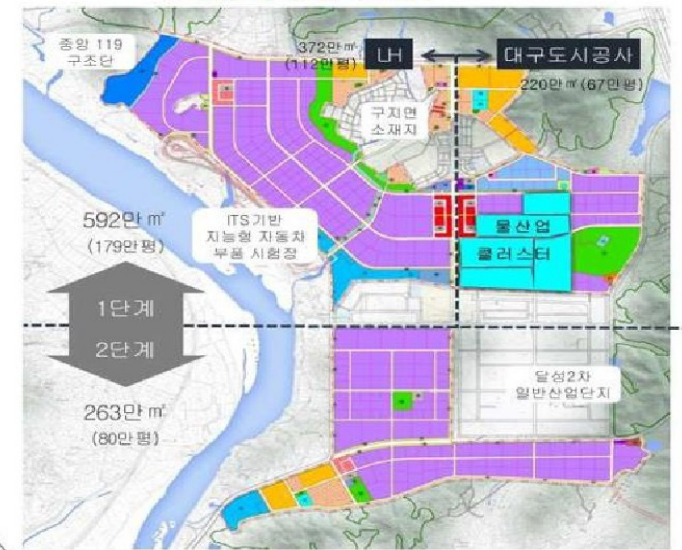 중앙 119
구조단
372만㎡
(112만평)
LH
대구도시공사
220만㎡(67만평)
구지면
소재지
592만㎡
(179만평)
ITS기반
지능형 자동차
부품 시험장
물산업
클러스터
1단계
2단계
달성2차
일반산업단지
263만㎡
(80만평)